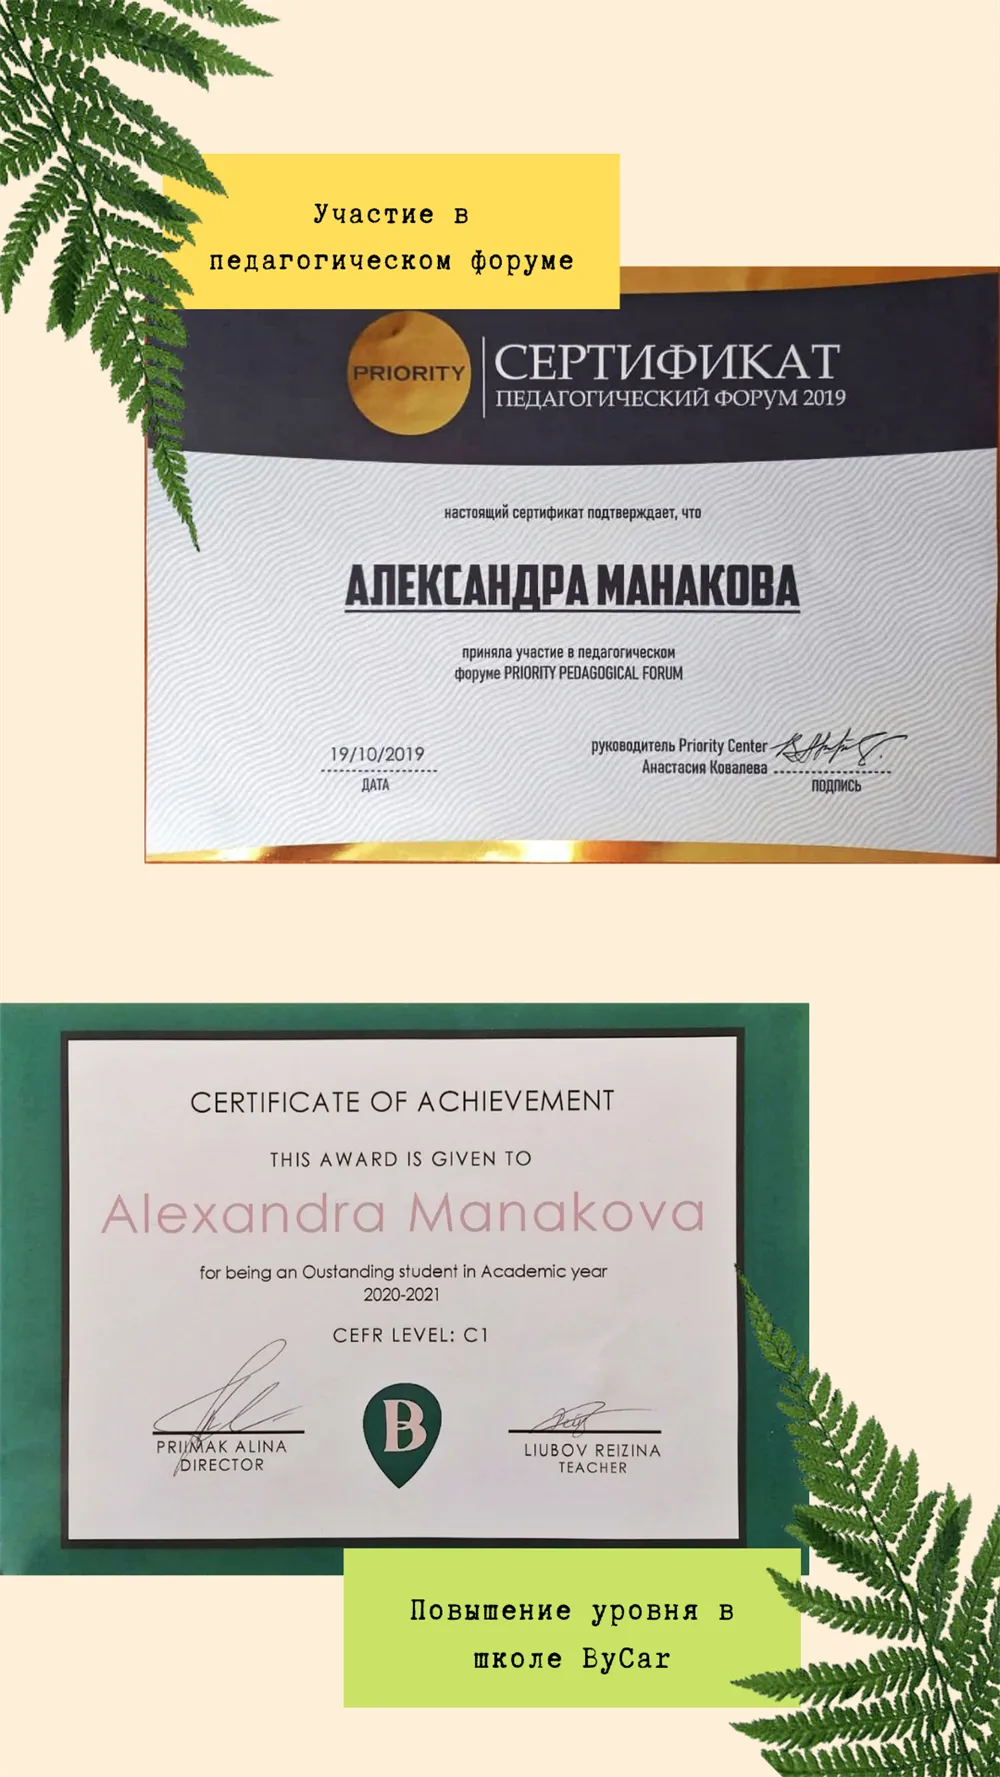 Участие в
педагогическом форуме
PRIORITY
СЕРТИФИКАТ
ПЕДАГОГИЧЕСКИЙ ФОРУМ 2019
настоящий сертификат подтверждает, что
АЛЕКСАНДРА МАНАКОВА
приняла участие в педагогическом
форуме PRIORITY PEDAGOGICAL FORUM
19/10/2019
ДАТА
руководитель Priority Center
Анастасия Ковалева
ПОДПИСЬ
CERTIFICATE OF ACHIEVEMENT
THIS AWARD IS GIVEN TO
Alexandra Manakova
for being an Oustanding student in Academic year
2020-2021
CEFR LEVEL: C1
B
PRIIMAK ALINA
DIRECTOR
LIUBOV REIZINA
TEACHER
Повышение уровня в
школе ByCar